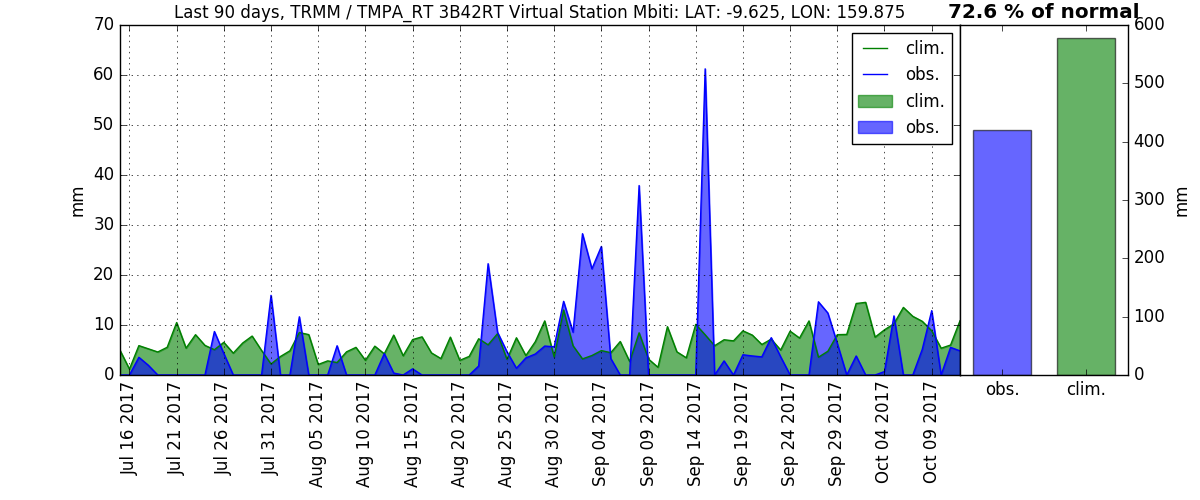 Last 90 days, TRMM / TMPA_RT 3B42RT Virtual Station Mbiti: LAT: -9.625, LON: 159.875
72.6 % of normal
70
60
50
40
30
20
10
0
mm
clim.
obs.
clim.
obs.
600
500
400
300
200
100
0
mm
obs.
clim.
Jul 16 2017
Jul 21 2017
Jul 26 2017
Jul 31 2017
Aug 05 2017
Aug 10 2017
Aug 15 2017
Aug 20 2017
Aug 25 2017
Aug 30 2017
Sep 04 2017
Sep 09 2017
Sep 14 2017
Sep 19 2017
Sep 24 2017
Sep 29 2017
Oct 04 2017
Oct 09 2017